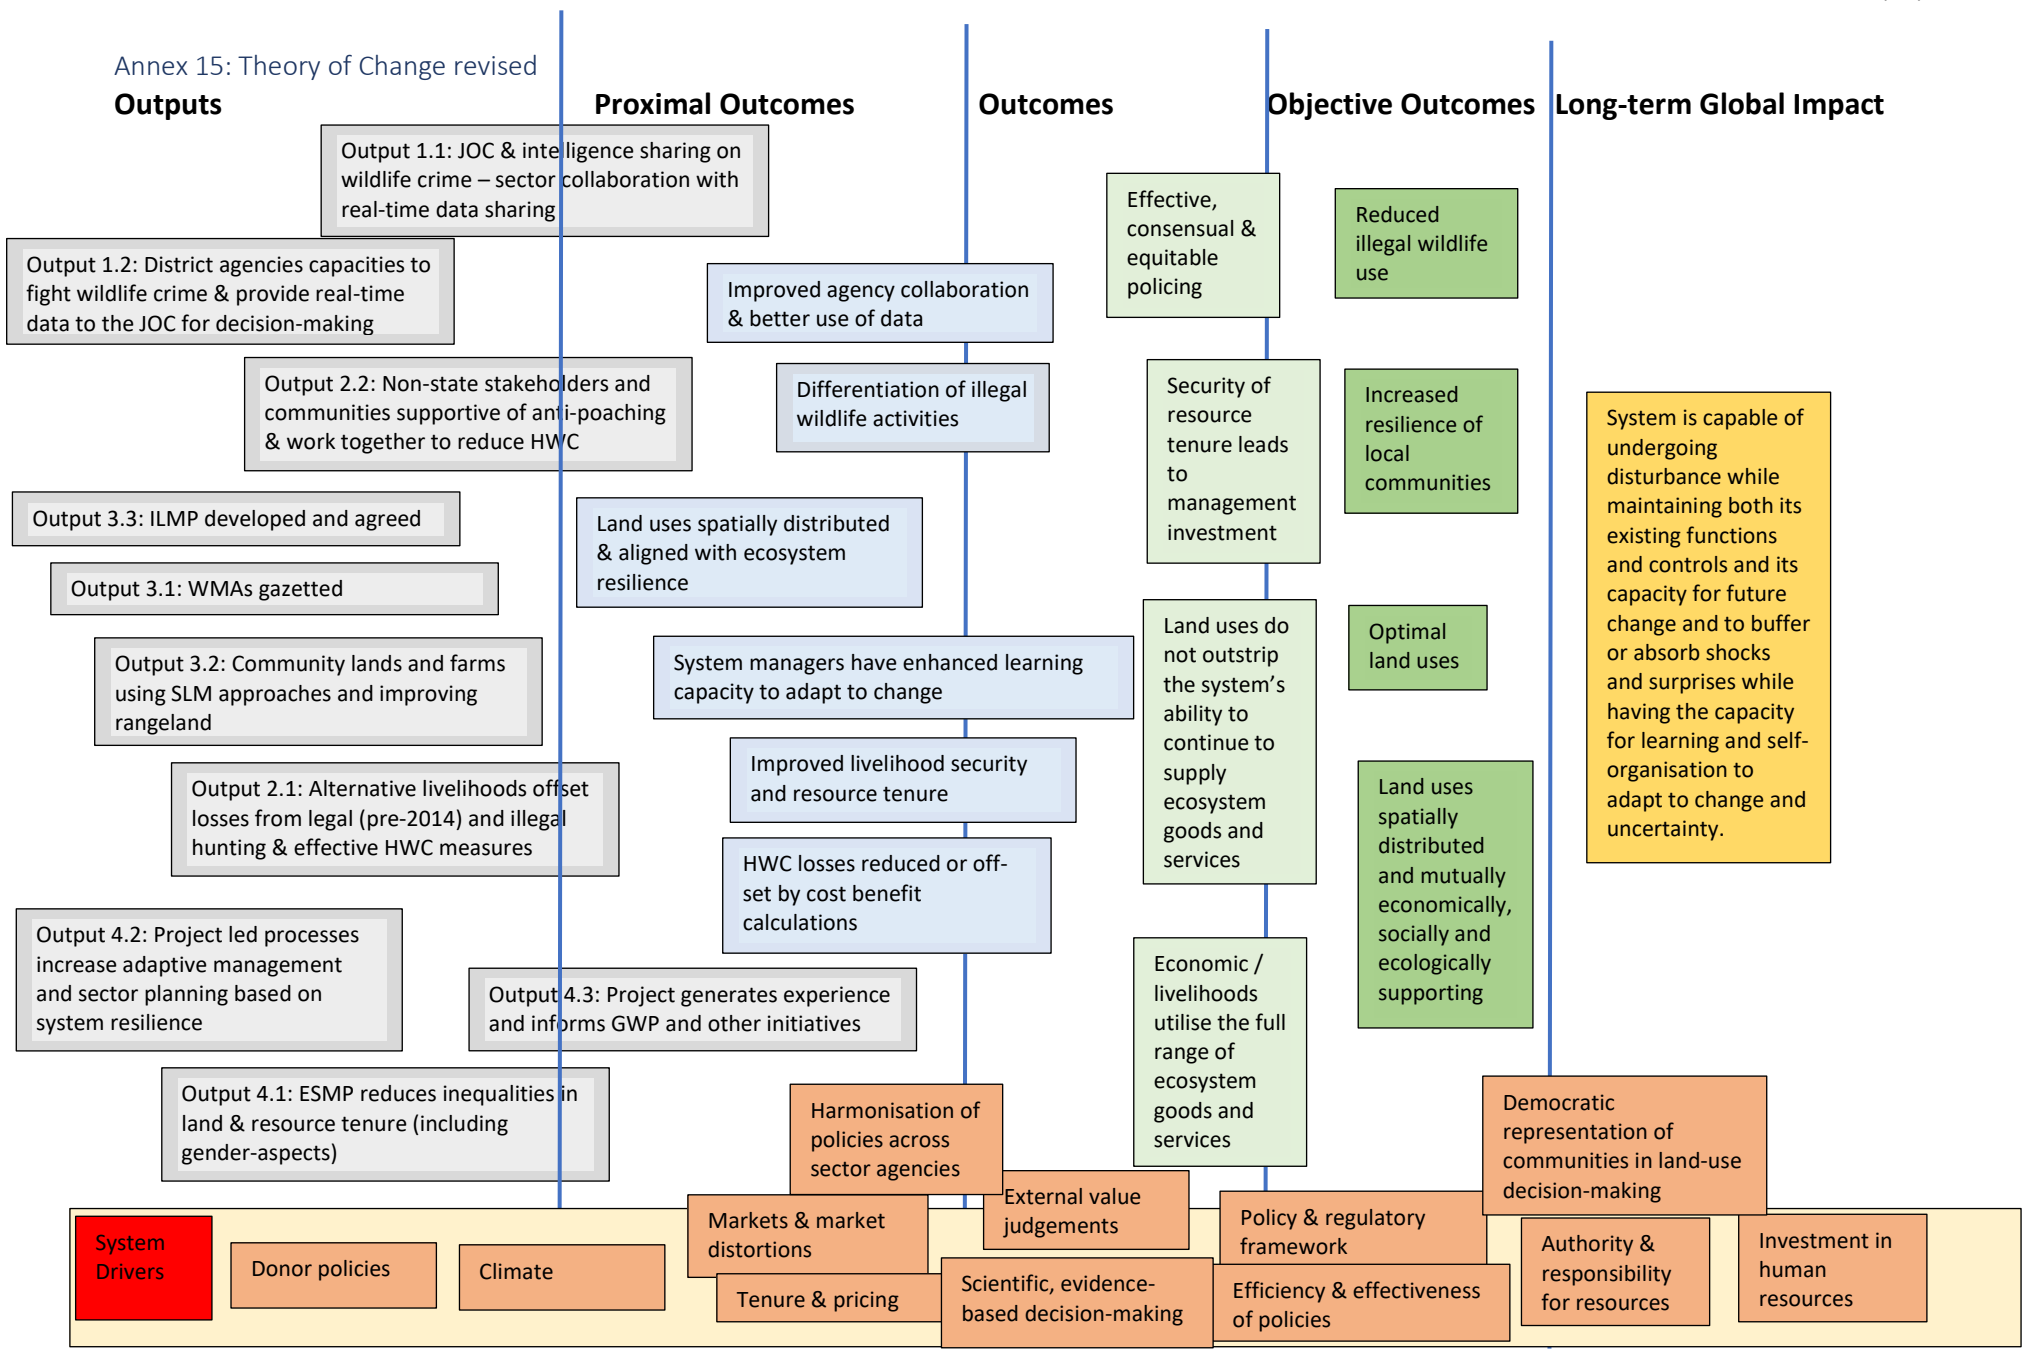 Annex 15: Theory of Change revised
Outputs
Proximal Outcomes
Outcomes
Objective Outcomes
Long-term Global Impact
Output 1.1: JOC & intelligence sharing on
wildlife crime – sector collaboration with
real-time data sharing
Output 1.2: District agencies capacities to
fight wildlife crime & provide real-time
data to the JOC for decision-making
Output 2.2: Non-state stakeholders and
communities supportive of anti-poaching
& work together to reduce HWC
Output 3.3: ILMP developed and agreed
Output 3.1: WMAs gazetted
Output 3.2: Community lands and farms
using SLM approaches and improving
rangeland
Output 2.1: Alternative livelihoods offset
losses from legal (pre-2014) and illegal
hunting & effective HWC measures
Output 4.2: Project led processes
increase adaptive management
and sector planning based on
system resilience
Output 4.3: Project generates experience
and informs GWP and other initiatives
Output 4.1: ESMP reduces inequalities in
land & resource tenure (including
gender-aspects)
Improved agency collaboration
& better use of data
Differentiation of illegal
wildlife activities
Land uses spatially distributed
& aligned with ecosystem
resilience
System managers have enhanced learning
capacity to adapt to change
Improved livelihood security
and resource tenure
HWC losses reduced or off-
set by cost benefit
calculations
Effective,
consensual &
equitable
policing
Security of
resource
tenure leads
to
management
investment
Land uses do
not outstrip
the system's
ability to
continue to
supply
ecosystem
goods and
services
Economic /
livelihoods
utilise the full
range of
ecosystem
goods and
services
Reduced
illegal wildlife
use
Increased
resilience of
local
communities
Optimal
land uses
Land uses
spatially
distributed
and mutually
economically,
socially and
ecologically
supporting
System is capable of
undergoing
disturbance while
maintaining both its
existing functions
and controls and its
capacity for future
change and to buffer
or absorb shocks
and surprises while
having the capacity
for learning and self-
organisation to
adapt to change and
uncertainty.
System
Drivers
Donor policies
Climate
Harmonisation of
policies across
sector agencies
Markets & market
distortions
Tenure & pricing
External value
judgements
Scientific, evidence-
based decision-making
Policy & regulatory
framework
Efficiency & effectiveness
of policies
Democratic
representation of
communities in land-use
decision-making
Authority &
responsibility
for resources
Investment in
human
resources